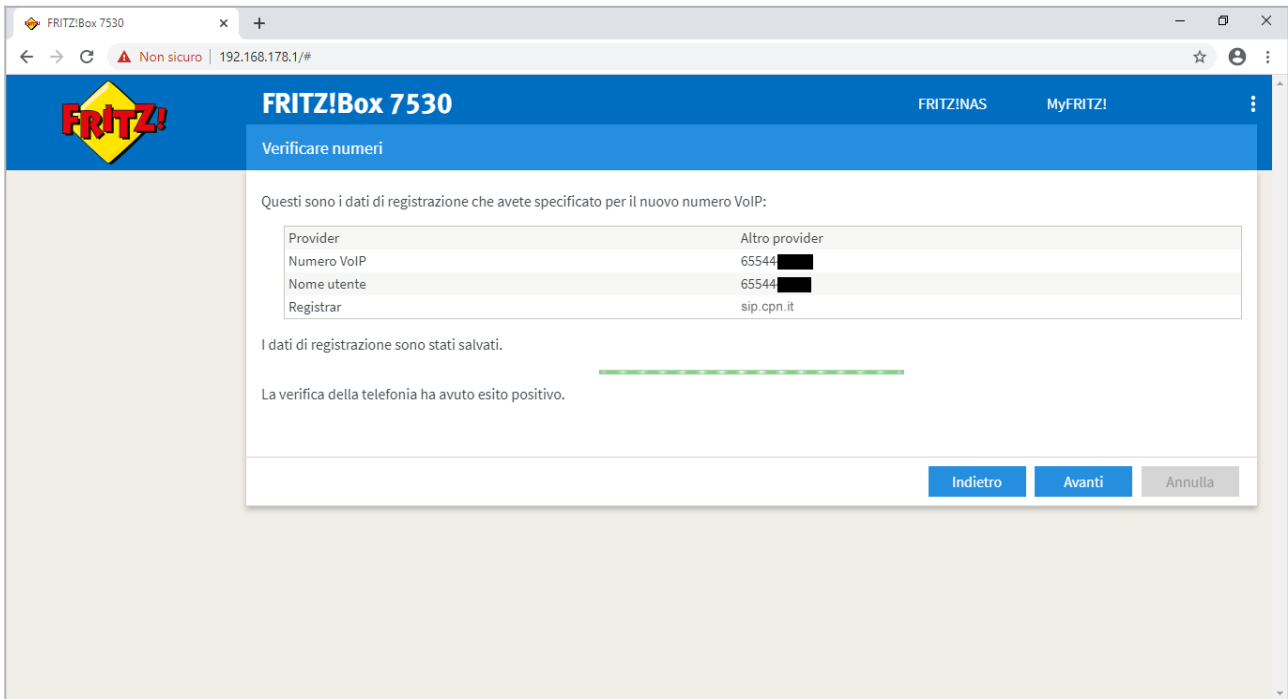 FRITZ!Box 7530
Non sicuro | 192.168.178.1/#
FRITZ!
FRITZ!Box 7530
FRITZ!NAS
MyFRITZ!
Verificare numeri
Questi sono i dati di registrazione che avete specificato per il nuovo numero VoIP:
Provider Altro provider
Numero VoIP 65544
Nome utente 65544
Registrar sip.cpn.it
I dati di registrazione sono stati salvati.
La verifica della telefonia ha avuto esito positivo.
Indietro Avanti Annulla